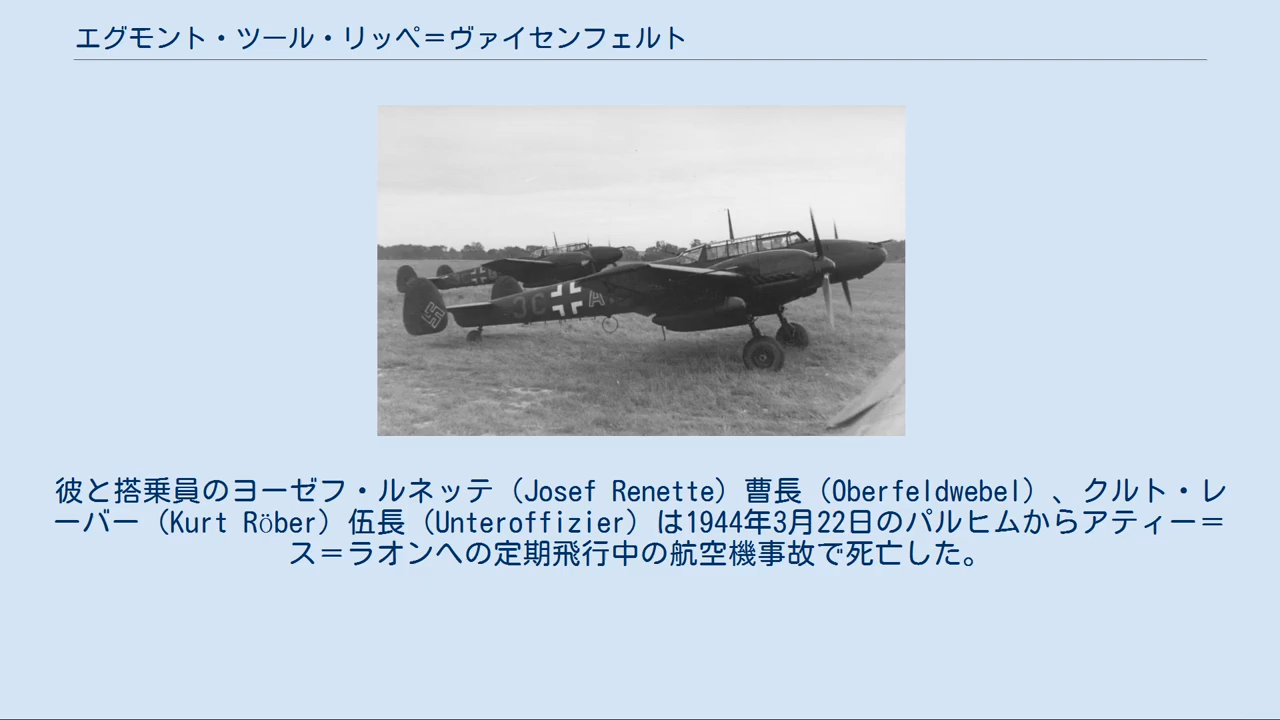 エグモント・ツール・リッペ＝ヴァイセンフェルト
3C A
彼と搭乗員のヨーゼフ・ルネッテ（Josef Renette）曹長（Oberfeldwebel）、クルト・レ
ーバー（Kurt Röber）伍長（Unteroffizier）は1944年3月22日のパルヒムからアティー＝
ス＝ラオンへの定期飛行中の航空機事故で死亡した。